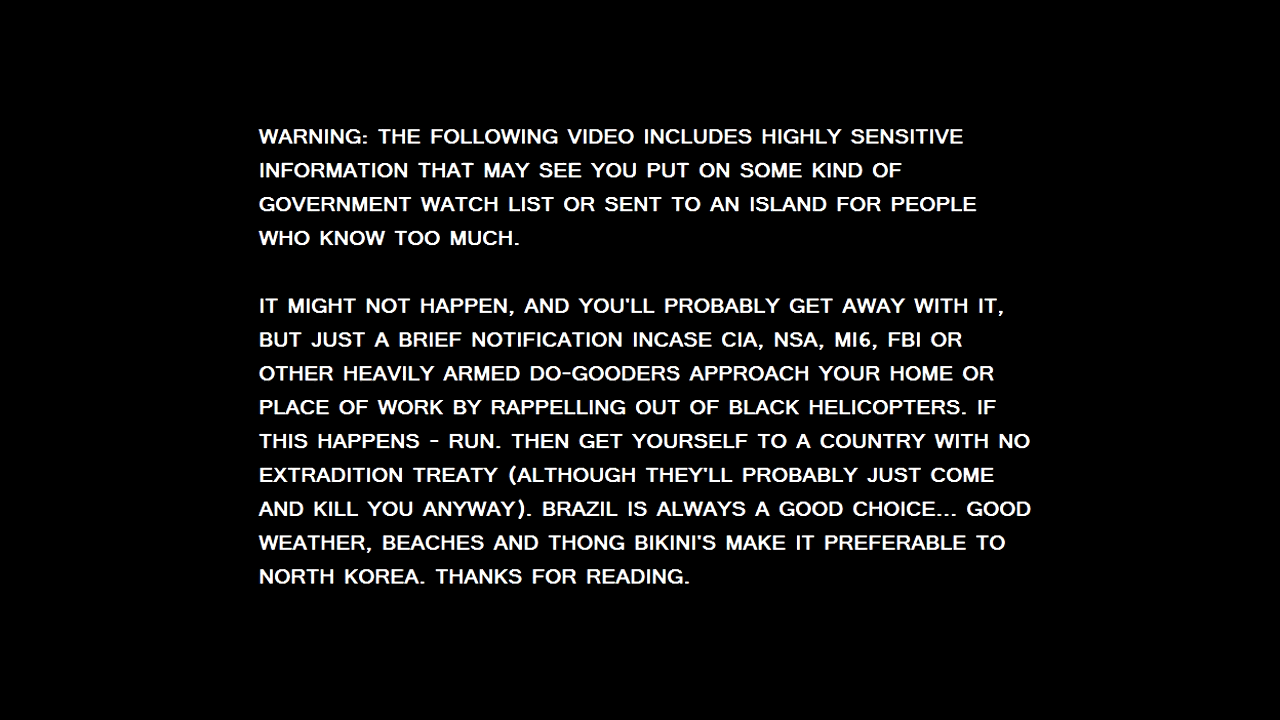 WARNING: THE FOLLOWING VIDEO INCLUDES HIGHLY SENSITIVE
INFORMATION THAT MAY SEE YOU PUT ON SOME KIND OF
GOVERNMENT WATCH LIST OR SENT TO AN ISLAND FOR PEOPLE
WHO KNOW TOO MUCH.
IT MIGHT NOT HAPPEN, AND YOU'LL PROBABLY GET AWAY WITH IT,
BUT JUST A BRIEF NOTIFICATION INCASE CIA, NSA, MI6, FBI OR
OTHER HEAVILY ARMED DO-GOODERS APPROACH YOUR HOME OR
PLACE OF WORK BY RAPPELLING OUT OF BLACK HELICOPTERS. IF
THIS HAPPENS - RUN. THEN GET YOURSELF TO A COUNTRY WITH NO
EXTRADITION TREATY (ALTHOUGH THEY'LL PROBABLY JUST COME
AND KILL YOU ANYWAY). BRAZIL IS ALWAYS A GOOD CHOICE... GOOD
WEATHER, BEACHES AND THONG BIKINI'S MAKE IT PREFERABLE TO
NORTH KOREA. THANKS FOR READING.